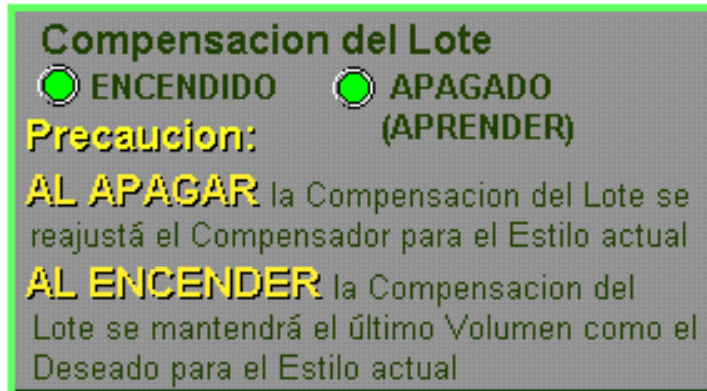 Compensacion del Lote
ENCENDIDO APAGADO
(APRENDER)
Precaucion:
AL APAGAR la Compensacion del Lote se
reajustá el Compensador para el Estilo actual
AL ENCENDER la Compensacion del
Lote se mantendrá el último Volumen como el
Deseado para el Estilo actual